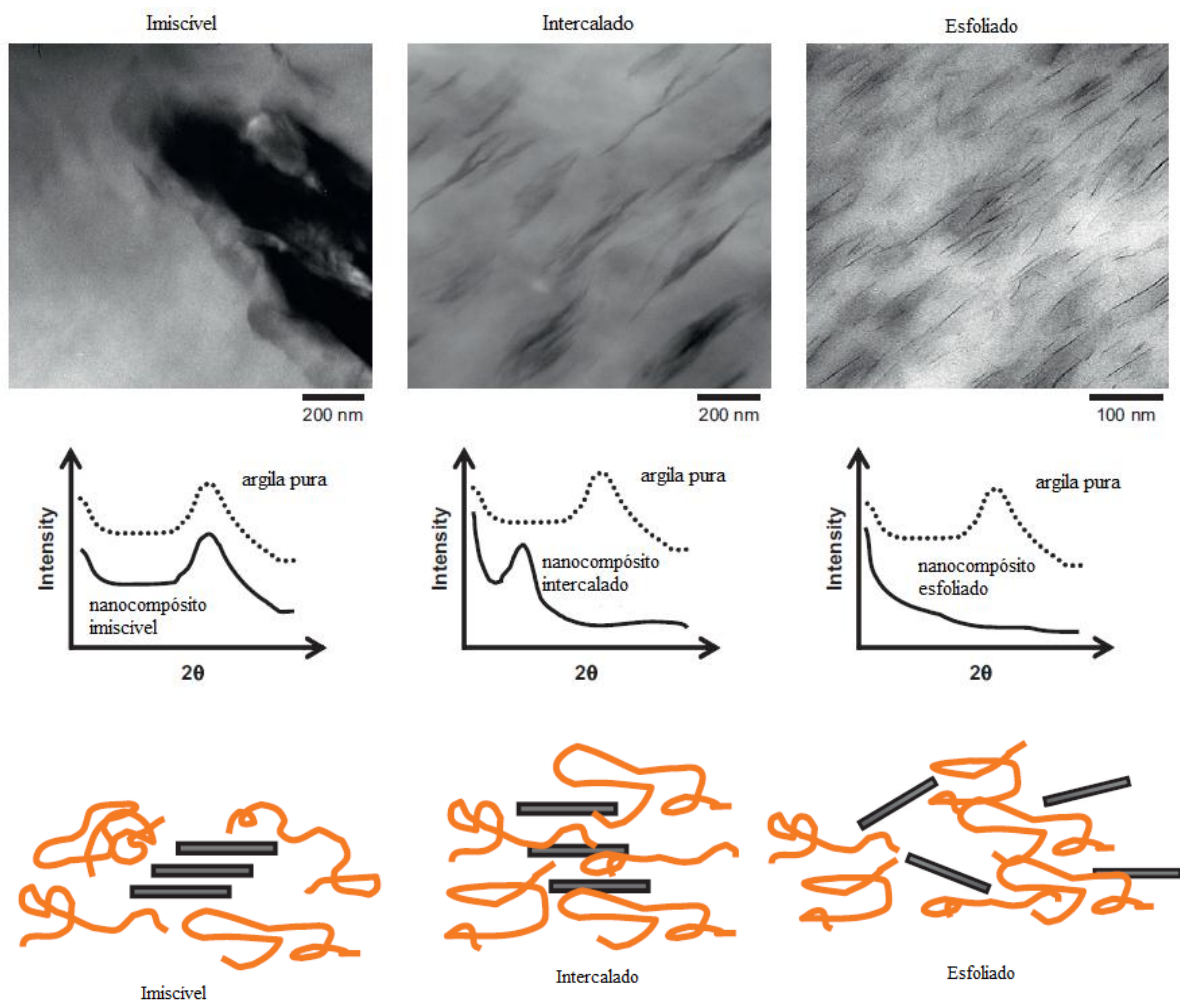 Imiscível
Intercalado
Esfoliado
200 nm
200 nm
100 nm
argila pura
Intensity
nanocompósito
imiscível
2θ
argila pura
Intensity
nanocompósito
intercalado
2θ
argila pura
Intensity
nanocompósito
esfoliado
2θ
Imiscível
Intercalado
Esfoliado